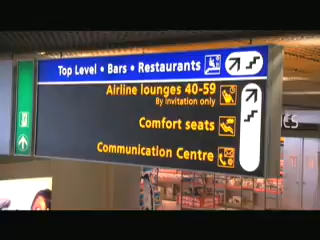 Top Level • Bars • Restaurants
Airline lounges 40-59
By invitation only
Comfort seats
Communication Centre